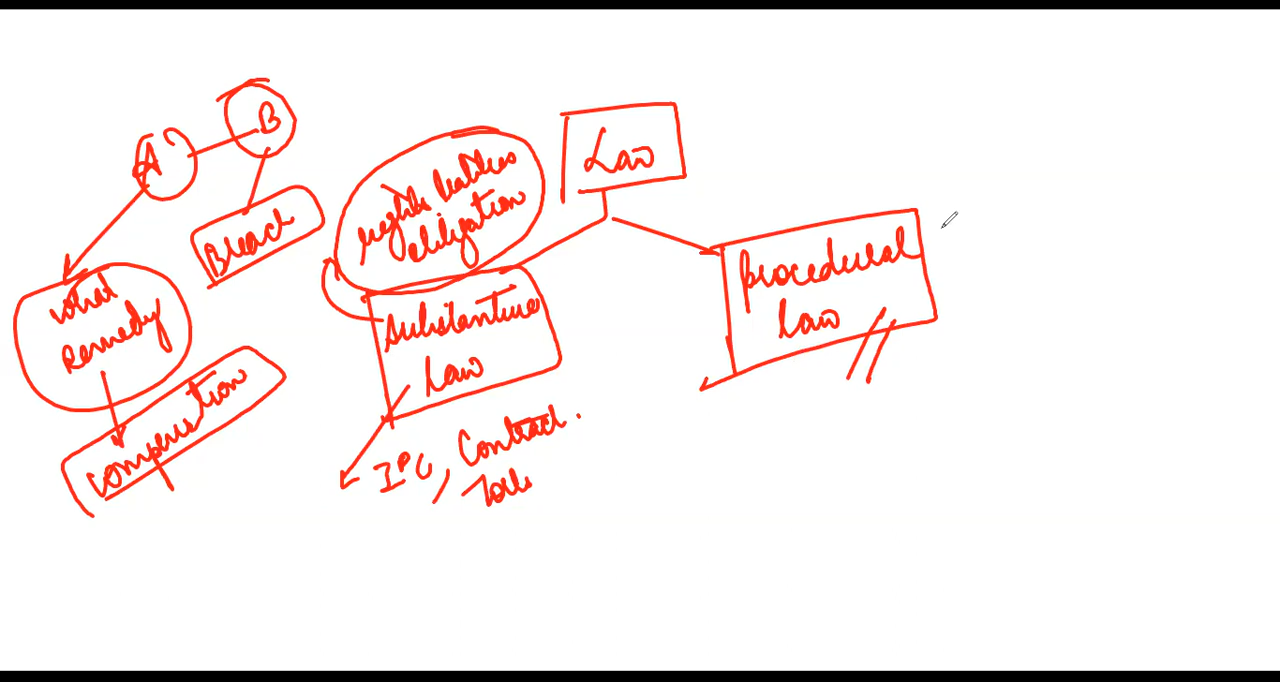 A
B
Breach
what
remedy
compensation
Law
rights liabilities
obligation
substantive
law
IPC, Contract.
Torts
procedural
law